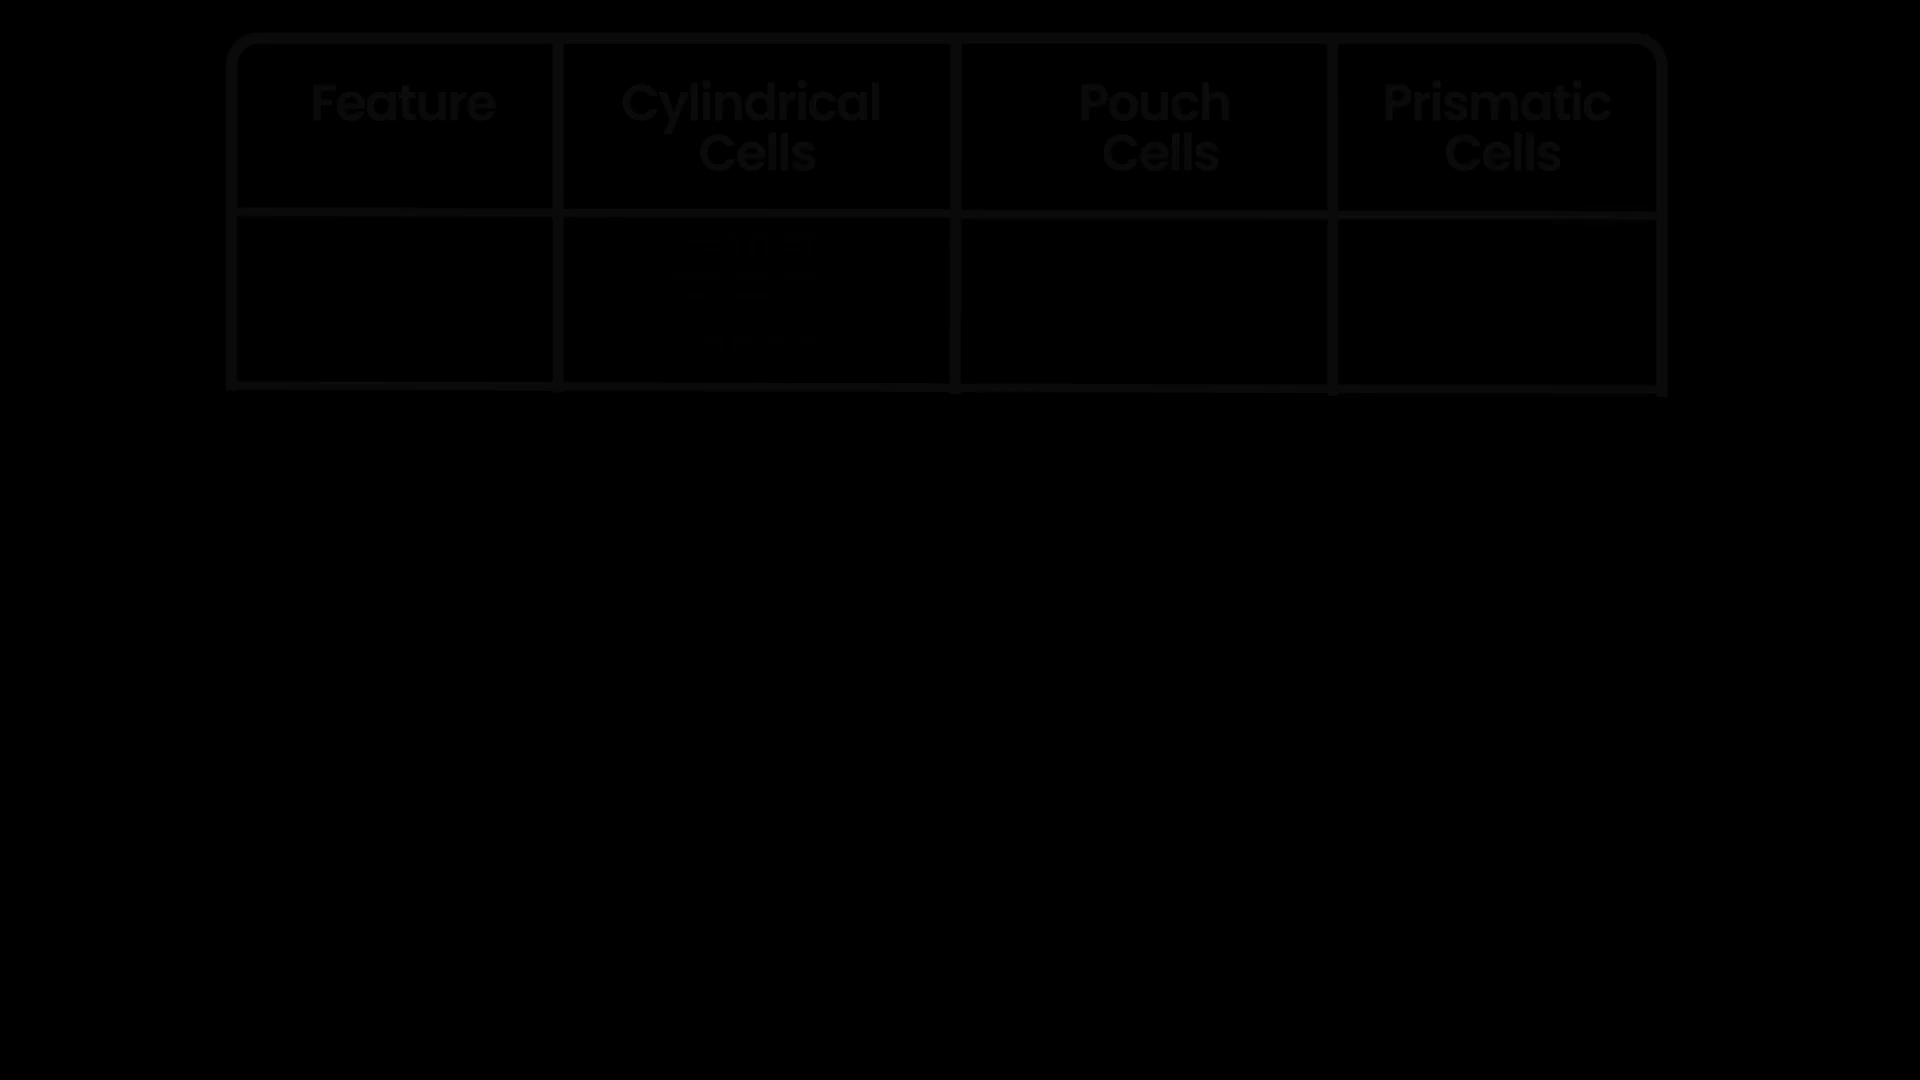 Feature
Cylindrical
Cells
Pouch
Cells
Prismatic
Cells